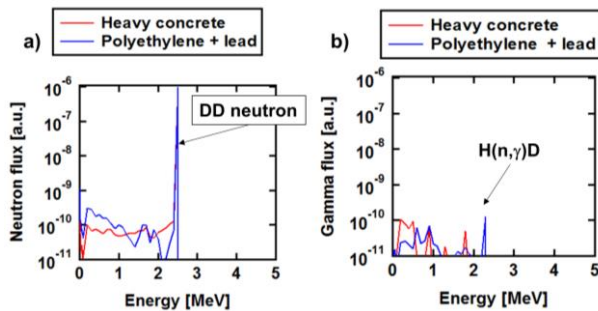 Heavy concrete
Polyethylene + lead
a)
10⁻⁶
10⁻⁷
10⁻⁸
10⁻⁹
10⁻¹⁰
10⁻¹¹
Neutron flux [a.u.]
DD neutron
0 1 2 3 4 5
Energy [MeV]
Heavy concrete
Polyethylene + lead
b)
10⁻⁶
10⁻⁷
10⁻⁸
10⁻⁹
10⁻¹⁰
10⁻¹¹
Gamma flux [a.u.]
H(n,γ)D
0 1 2 3 4 5
Energy [MeV]